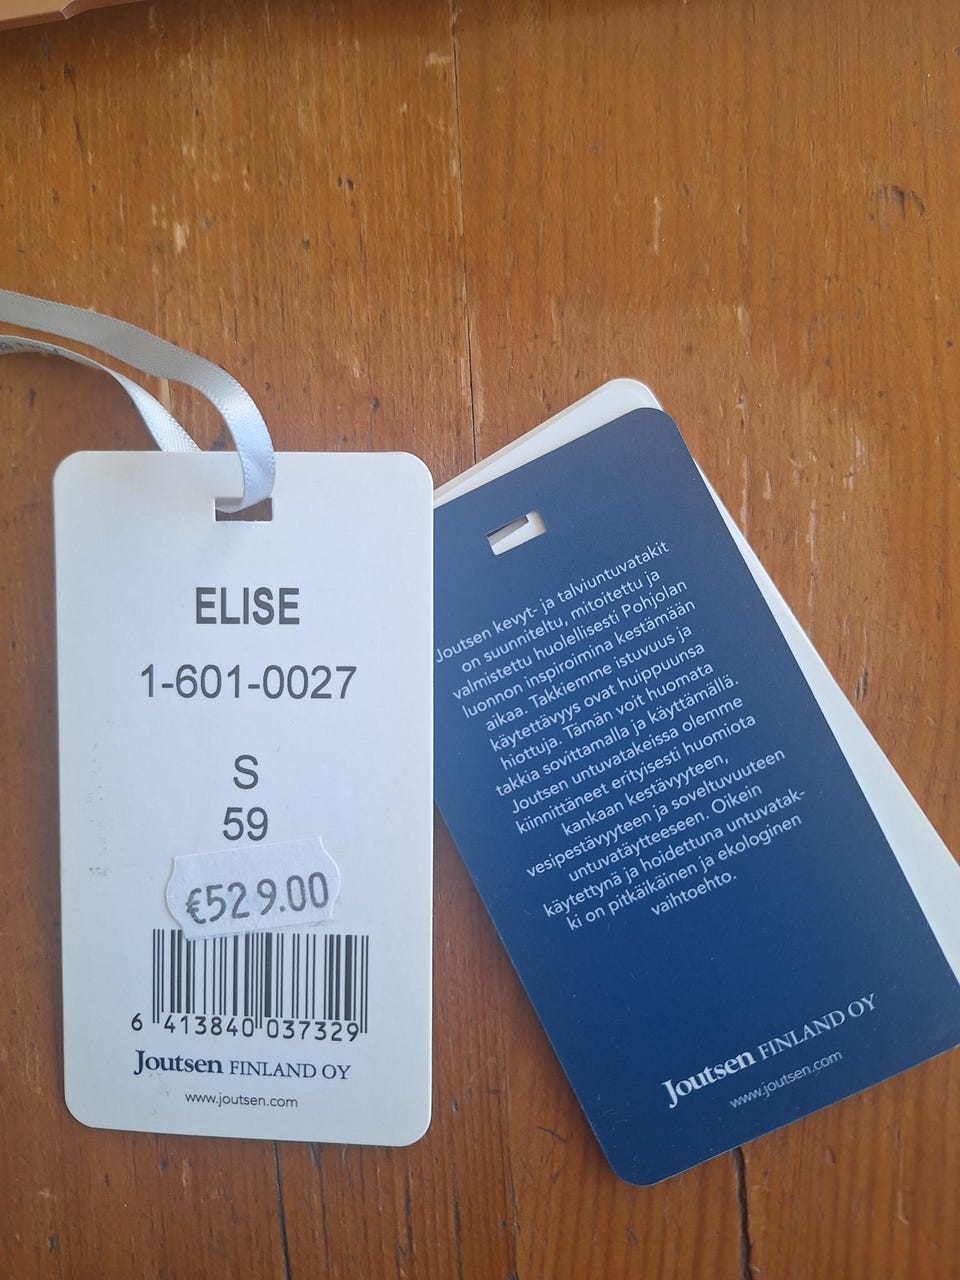 ELISE
1-601-0027
S
59
€529.00
6 413840 037329
Joutsen FINLAND OY
www.joutsen.com
Joutsen kevyt- ja talviuntuvatakit
on suunniteltu, mitoitettu ja
valmistettu huolellisesti Pohjolan
luonnon inspiroimina kestämään
aikaa. Takkiemme istuvuus ja
käytettävyys ovat huippuunsa
hiottuja. Tämän voit huomata
takkia sovittamalla ja käyttämällä.
Joutsen untuvatakeissa olemme
kiinnittäneet erityisesti huomiota
kankaan kestävyyteen,
vesipestävyyteen ja soveltuvuuteen
untuvatäytteeseen. Oikein
käytettynä ja hoidettuna untuvatak-
ki on pitkäikäinen ja ekologinen
vaihtoehto.
Joutsen FINLAND OY
www.joutsen.com